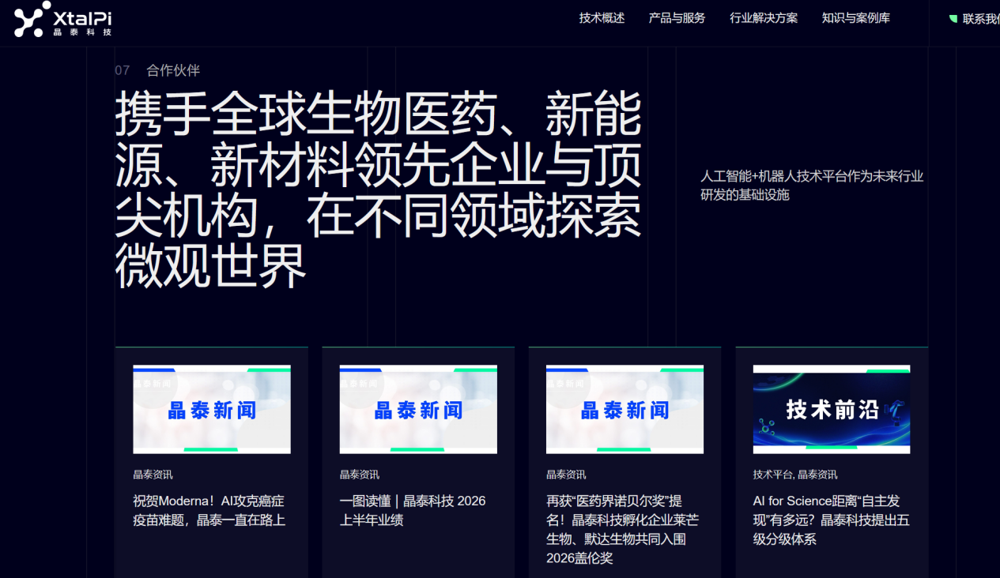 XtalPi
晶泰科技
技术概述
产品与服务
行业解决方案
知识与案例库
联系我们
07 合作伙伴
携手全球生物医药、新能
源、新材料领先企业与顶
尖机构，在不同领域探索
微观世界
人工智能+机器人技术平台作为未来行业
研发的基础设施
晶泰新闻
晶泰新闻
晶泰资讯
祝贺Moderna！AI攻克癌症
疫苗难题，晶泰一直在路上
晶泰新闻
晶泰新闻
晶泰资讯
一图读懂｜晶泰科技 2026
上半年业绩
晶泰新闻
晶泰新闻
晶泰资讯
再获“医药界诺贝尔奖”提
名！晶泰科技孵化企业莱芒
生物、默达生物共同入围
2026盖伦奖
技术前沿
技术平台, 晶泰资讯
AI for Science距离“自主发
现”有多远？晶泰科技提出五
级分级体系